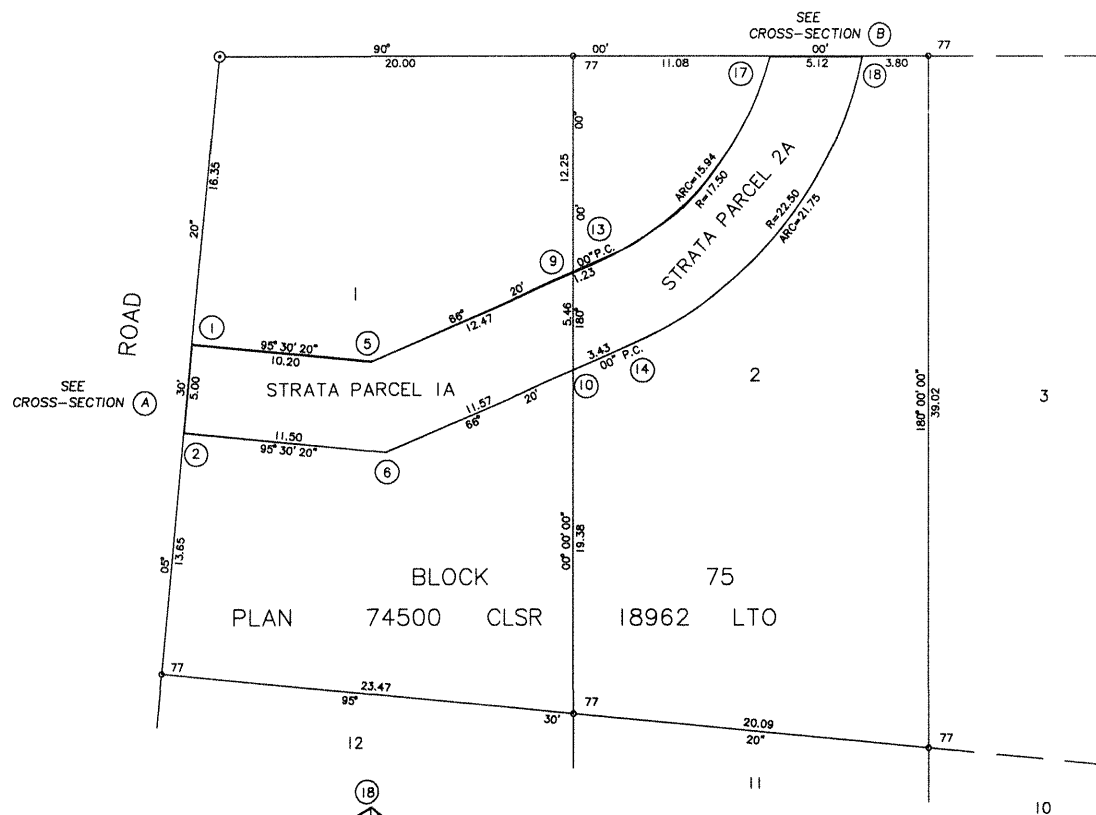 SEE
CROSS-SECTION B
90° 00' 00' 77
20.00 77 11.08 17 5.12 18 3.80
16.35
20"
00"
12.25
00'
ARC=15.94
R=17.50
STRATA PARCEL 2A
R=22.50
ARC=21.75
13
9 00" P.C.
1.23
20'
66°
12.47
5.46
180°
1
ROAD
1
95° 30' 20"
10.20
5
SEE
CROSS-SECTION A
30'
5.00
STRATA PARCEL 1A
3.43
00" P.C.
14
10
2
3
180° 00' 00"
39.02
11.57
66° 20'
11.50
95° 30' 20"
2
6
05°
13.65
00° 00' 00"
19.38
BLOCK 75
PLAN 74500 CLSR 18962 LTO
77
23.47
95° 30'
77
20.09
20"
77
12
11
10
18